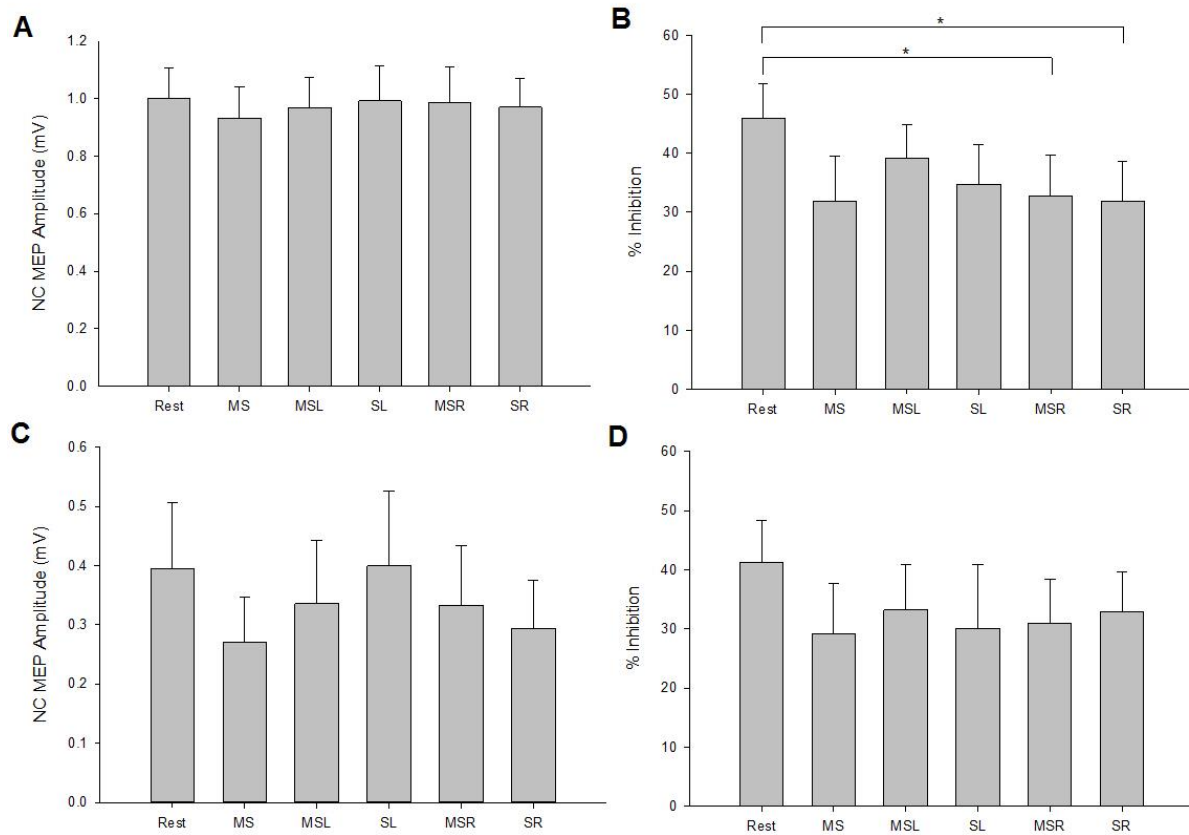 A
NC MEP Amplitude (mV)
1.2
1.0
0.8
0.6
0.4
0.2
0.0
Rest MS MSL SL MSR SR
B
% Inhibition
60
50
40
30
20
10
0
*
*
Rest MS MSL SL MSR SR
C
NC MEP Amplitude (mV)
0.6
0.5
0.4
0.3
0.2
0.1
0.0
Rest MS MSL SL MSR SR
D
% Inhibition
60
50
40
30
20
10
0
Rest MS MSL SL MSR SR